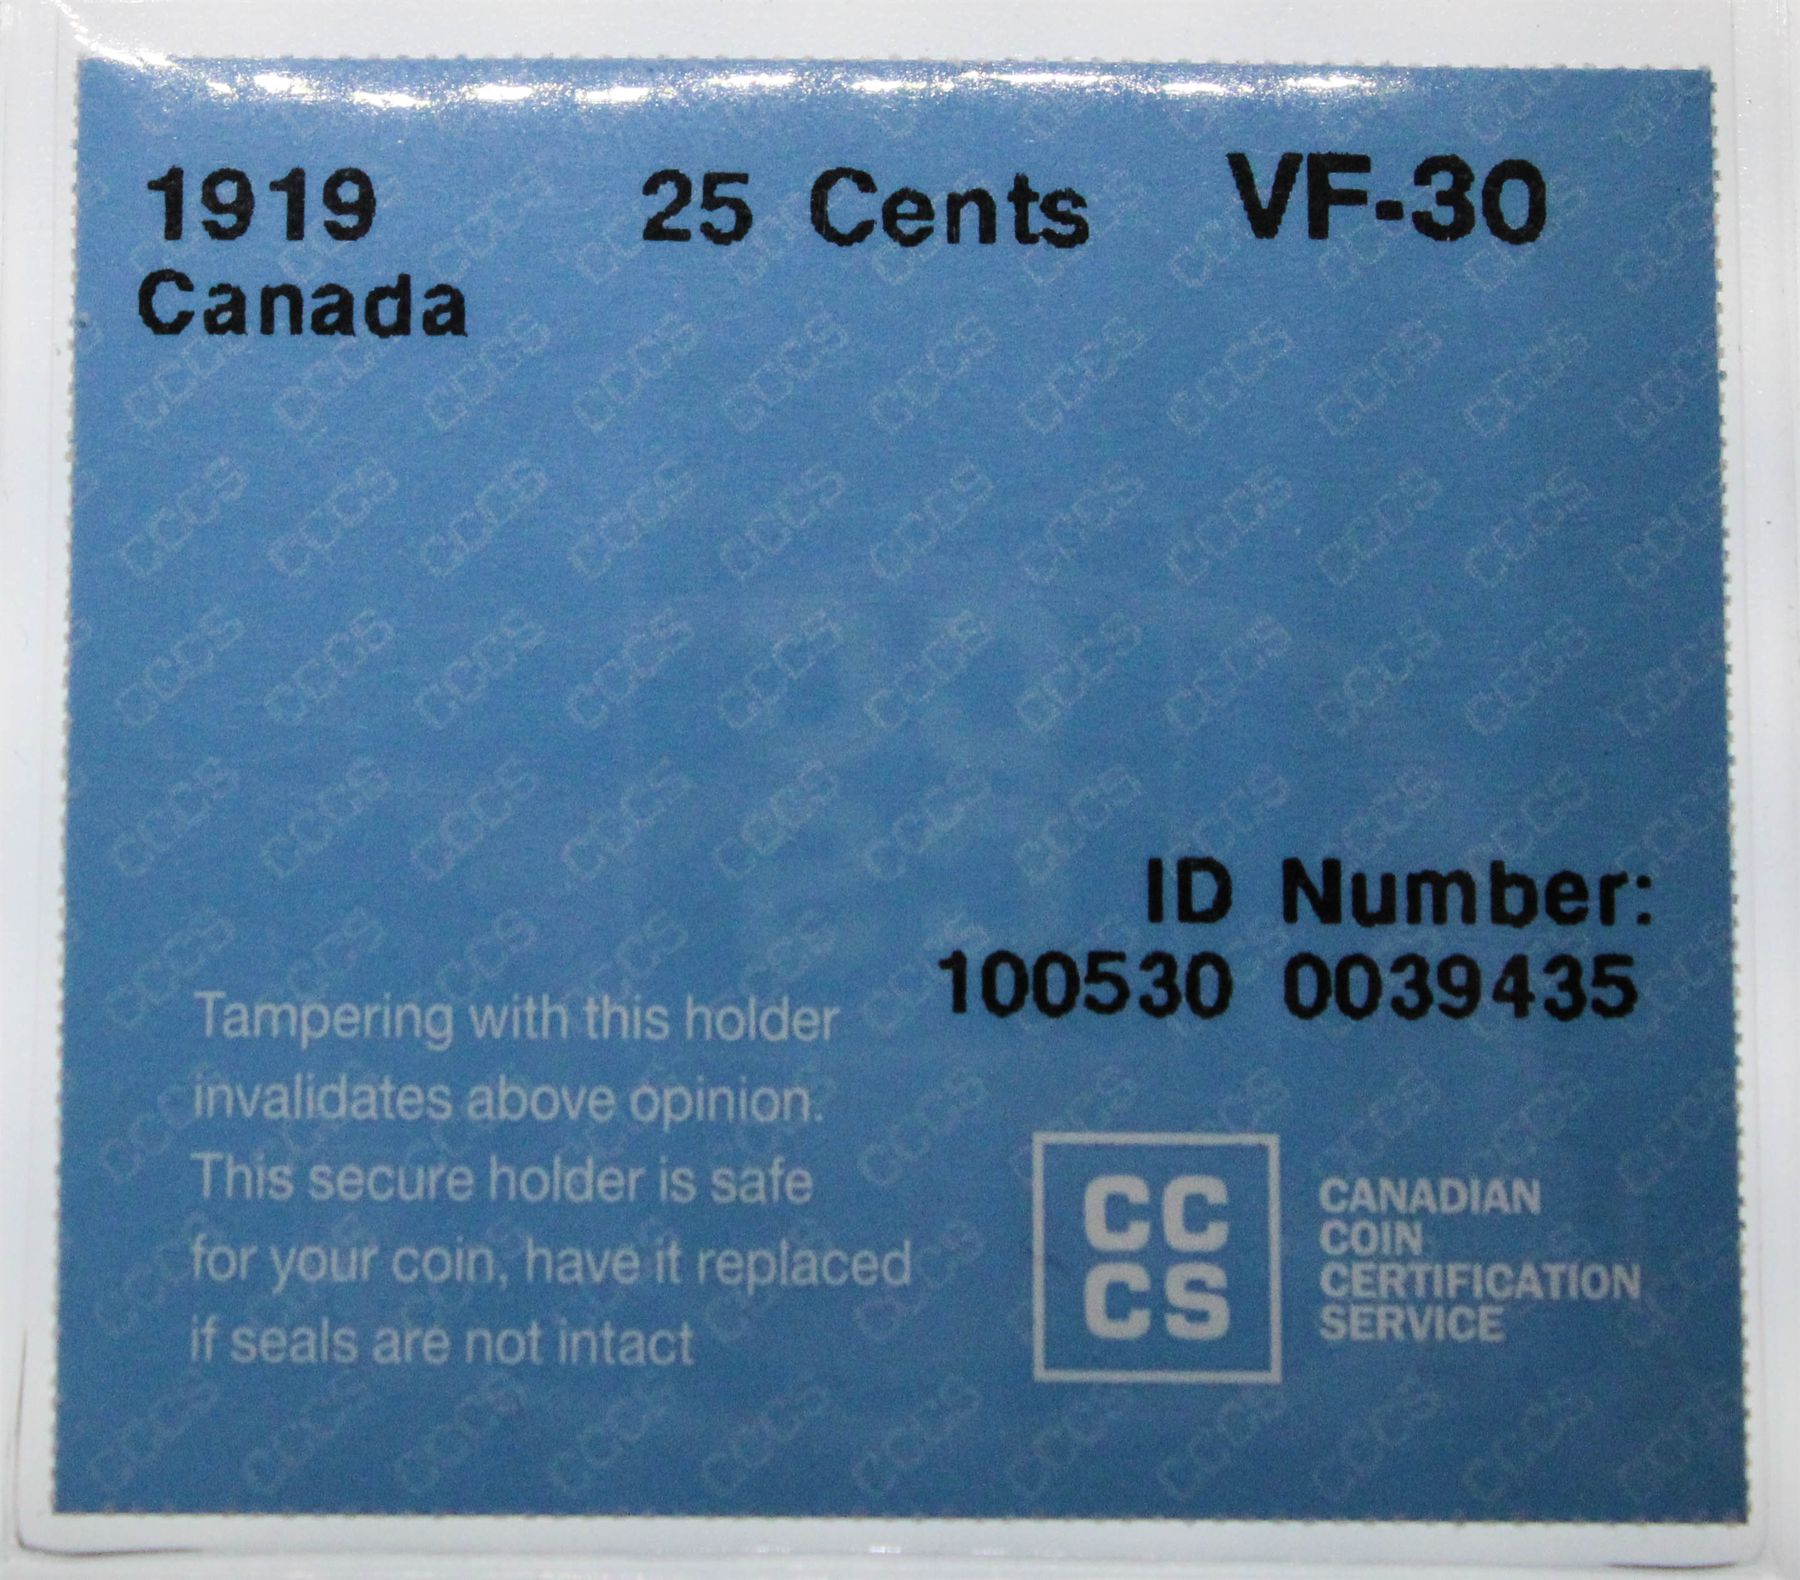 1919 25 Cents VF-30
Canada
ID Number:
100530 0039435
Tampering with this holder
invalidates above opinion.
This secure holder is safe
for your coin, have it replaced
if seals are not intact
CC
CS
CANADIAN
COIN
CERTIFICATION
SERVICE